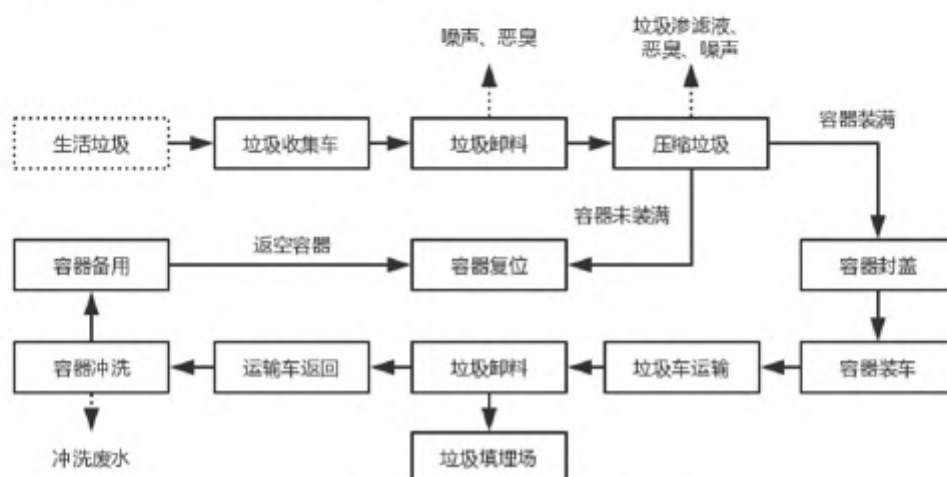 噪声、恶臭
垃圾渗滤液、
恶臭、噪声
容器装满
生活垃圾
垃圾收集车
垃圾卸料
压缩垃圾
容器未装满
返空容器
容器备用
容器复位
容器封盖
容器冲洗
运输车返回
垃圾卸料
垃圾车运输
容器装车
冲洗废水
垃圾填埋场